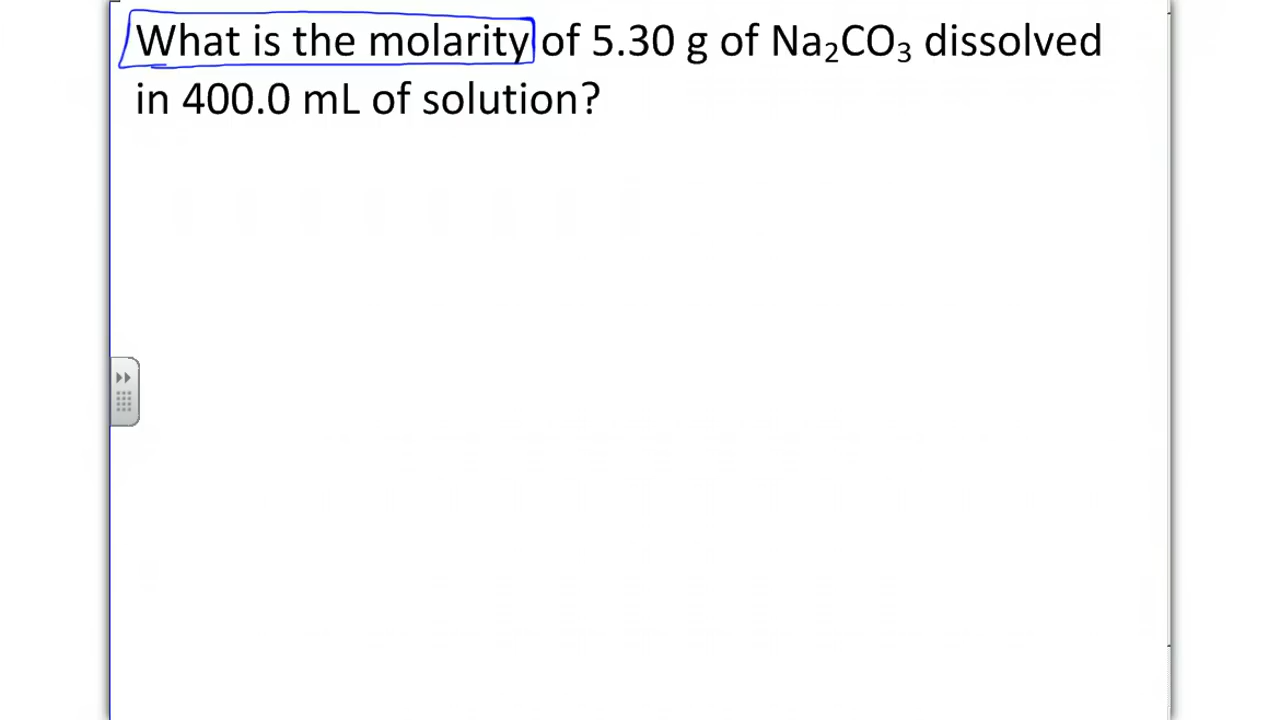 What is the molarity of 5.30 g of Na₂CO₃ dissolved
in 400.0 mL of solution?